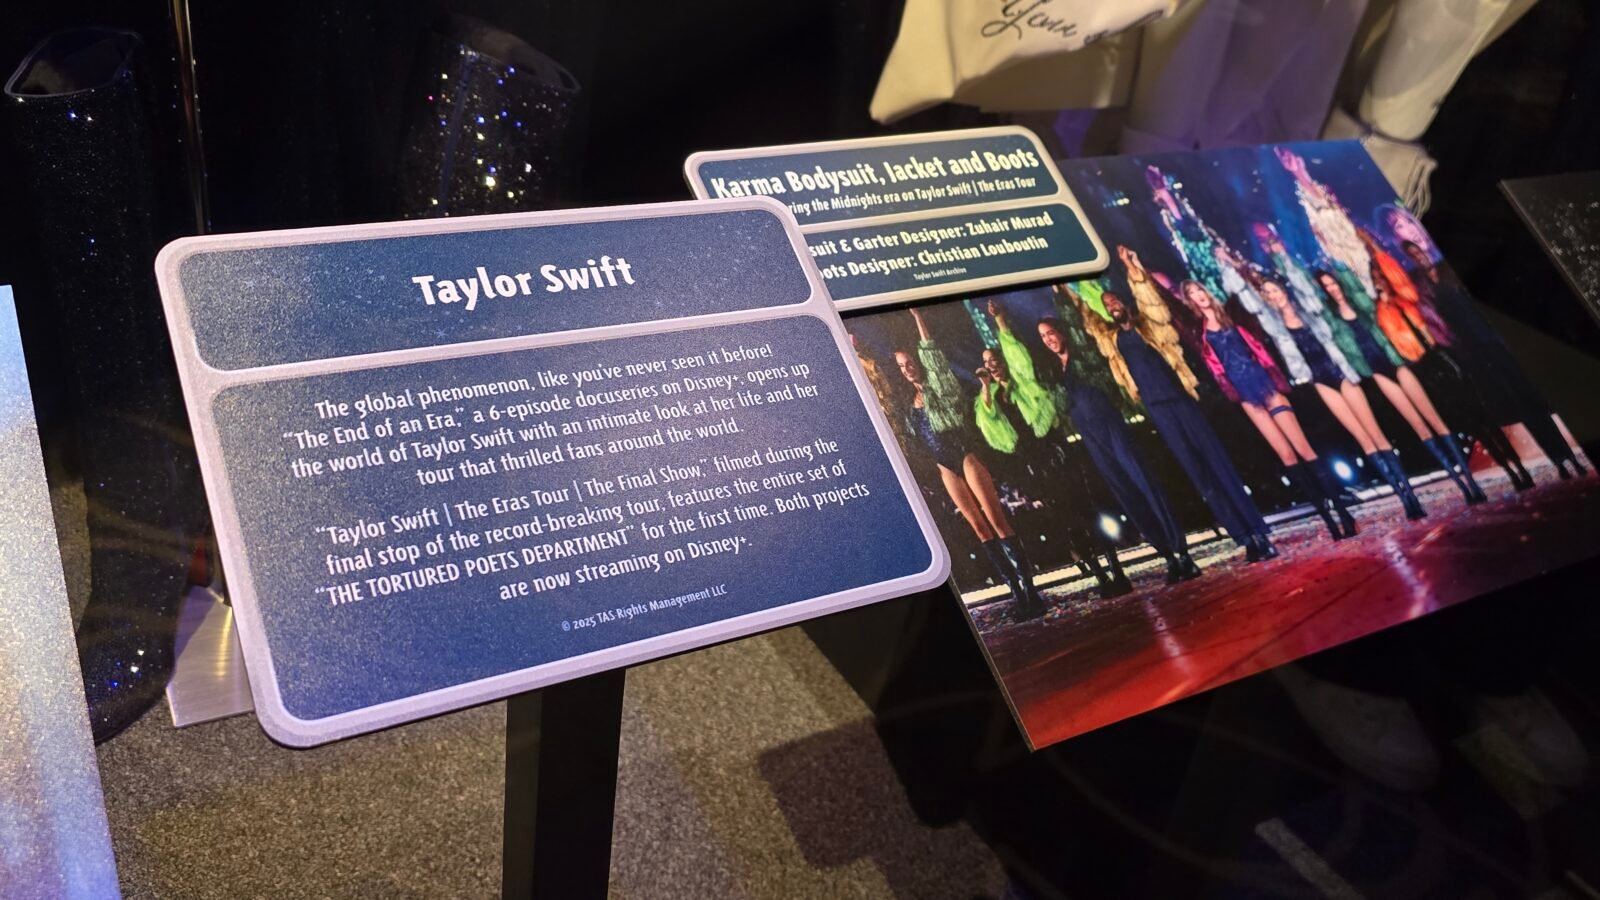 Taylor Swift
The global phenomenon, like you've never seen it before!
“The End of an Era,” a 6-episode docuseries on Disney+, opens up
the world of Taylor Swift with an intimate look at her life and her
tour that thrilled fans around the world.
“Taylor Swift | The Eras Tour | The Final Show,” filmed during the
final stop of the record-breaking tour, features the entire set of
“THE TORTURED POETS DEPARTMENT” for the first time. Both projects
are now streaming on Disney+.
© 2025 TAS Rights Management LLC
Karma Bodysuit, Jacket and Boots
the Midnights era on Taylor Swift | The Eras Tour
& Garter Designer: Zuhair Murad
Designer: Christian Louboutin
Taylor Swift Archive